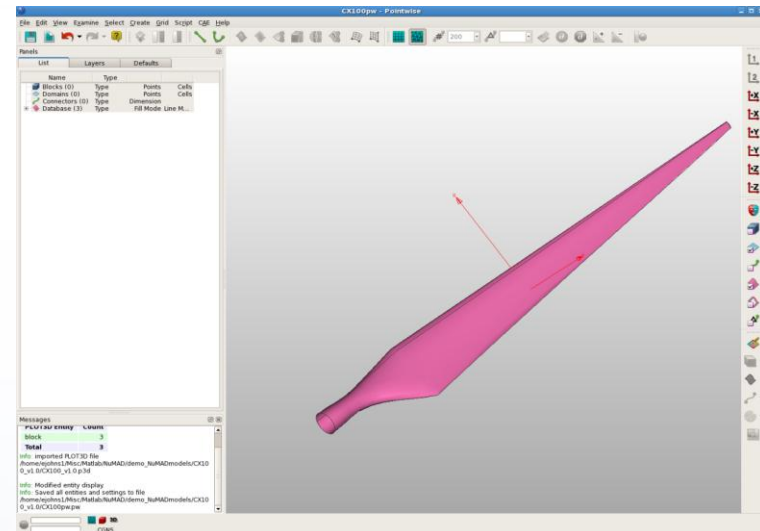 CX100pw - Pointwise
File Edit View Examine Select Create Grid Script CAE Help
200
Panels
List Layers Defaults
Name Type
Blocks (0) Type Points Cells
Domains (0) Type Points Cells
Connectors (0) Type Dimension
Database (3) Type Fill Mode Line M...
1
2
+X
-X
+Y
-Y
+Z
-Z
Messages
PLOT3D Entity Count
block 3
Total 3
Info: Imported PLOT3D file
/home/ejohns1/Misc/Matlab/NuMAD/demo_NuMADmodels/CX10
0_v1.0/CX100_v1.0.p3d
Info: Modified entity display
Info: Saved all entities and settings to file
/home/ejohns1/Misc/Matlab/NuMAD/demo_NuMADmodels/CX10
0_v1.0/CX100pw.pw
3D